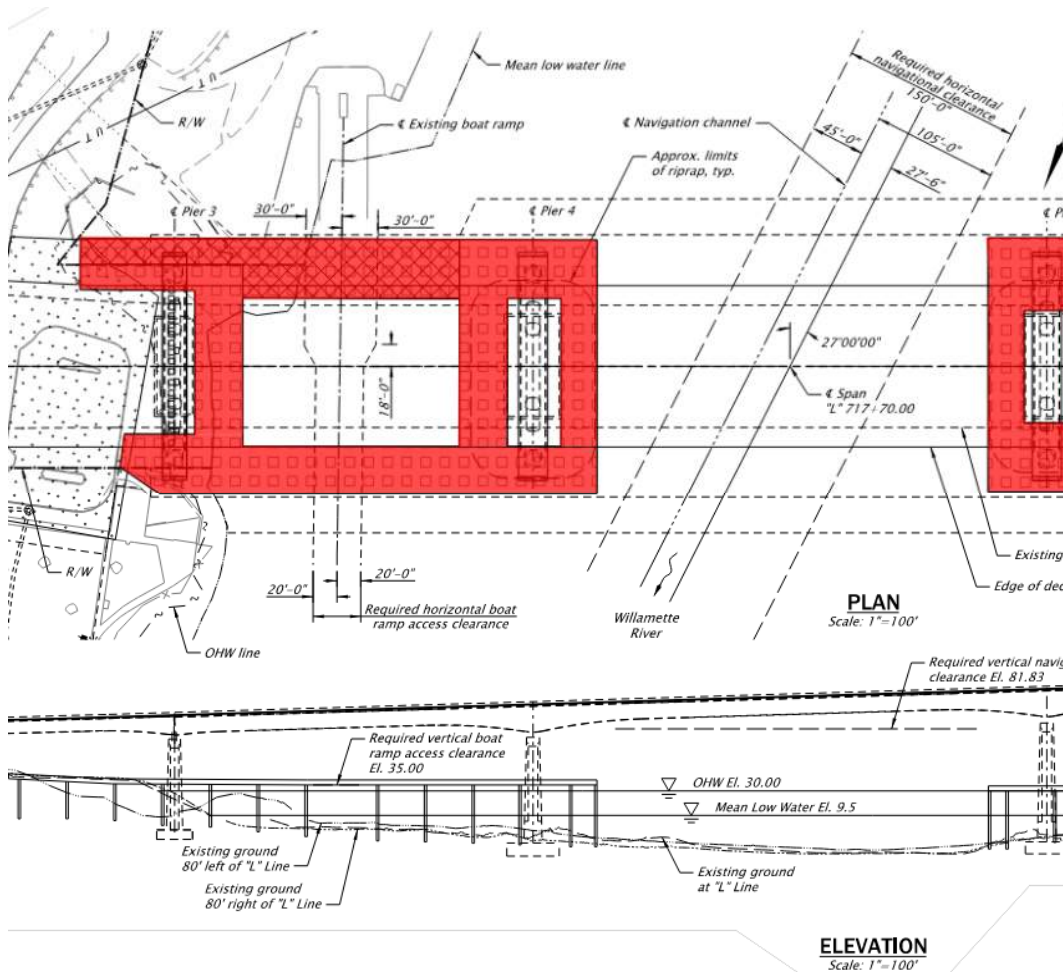 Mean low water line
Required horizontal
navigational clearance
150'-0"
U T
R/W
U T
℄ Existing boat ramp
℄ Navigation channel
45'-0"
105'-0"
Approx. limits
of riprap, typ.
27'-6"
℄ Pier 3
30'-0"
30'-0"
℄ Pier 4
27°00'00"
18'-0"
℄ Span
"L" 717+70.00
R/W
20'-0"
20'-0"
Required horizontal boat
ramp access clearance
OHW line
Willamette
River
Existing
Edge of dec
PLAN
Scale: 1"=100'
Required vertical navig
clearance El. 81.83
Required vertical boat
ramp access clearance
El. 35.00
OHW El. 30.00
Mean Low Water El. 9.5
Existing ground
80' left of "L" Line
Existing ground
80' right of "L" Line
Existing ground
at "L" Line
ELEVATION
Scale: 1"=100'